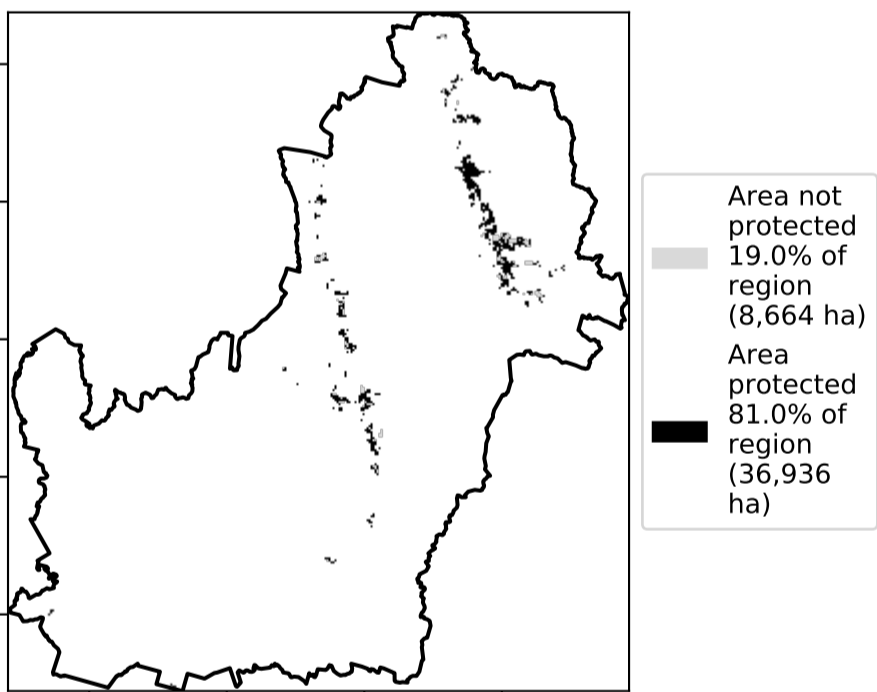 Area not
protected
19.0% of
region
(8,664 ha)
Area
protected
81.0% of
region
(36,936
ha)